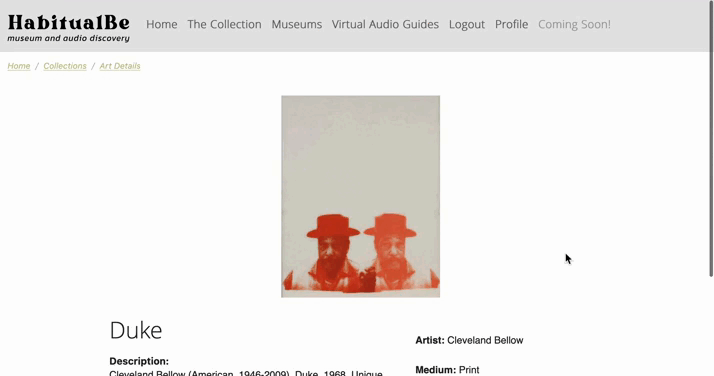 HabitualBe
museum and audio discovery
Home The Collection Museums Virtual Audio Guides Logout Profile Coming Soon!
Home / Collections / Art Details
Duke
Artist: Cleveland Bellow
Description:
Cleveland Bellow (American, 1946-2009), Duke, 1968, Unique
Medium: Print